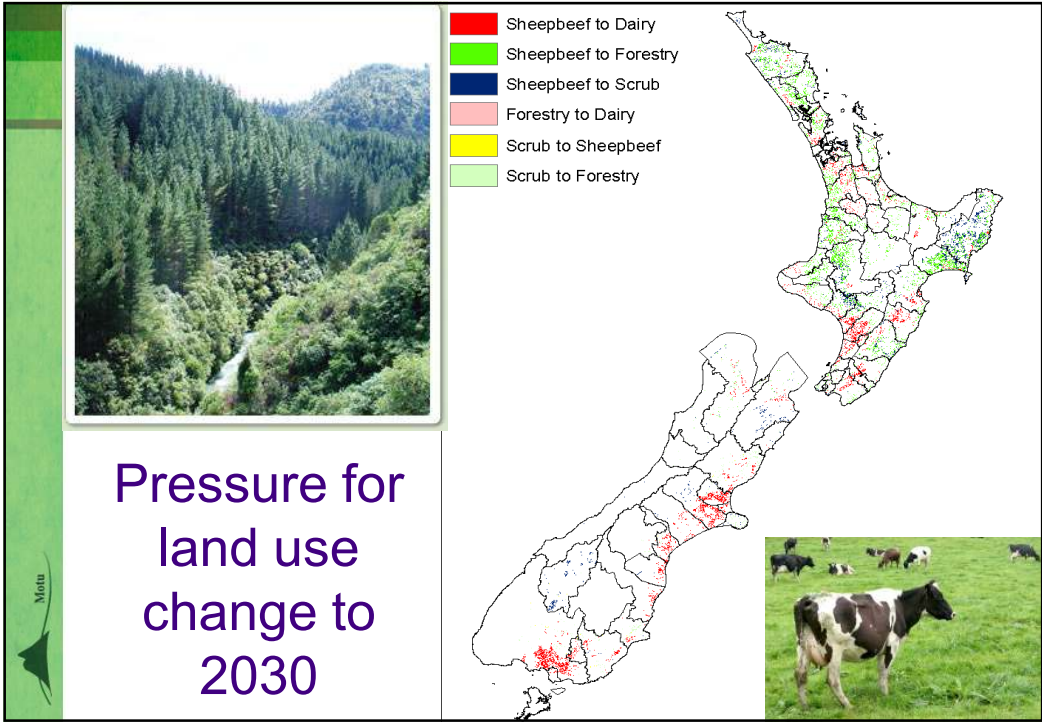 Sheepbeef to Dairy
Sheepbeef to Forestry
Sheepbeef to Scrub
Forestry to Dairy
Scrub to Sheepbeef
Scrub to Forestry
Pressure for
land use
change to
2030
Motu